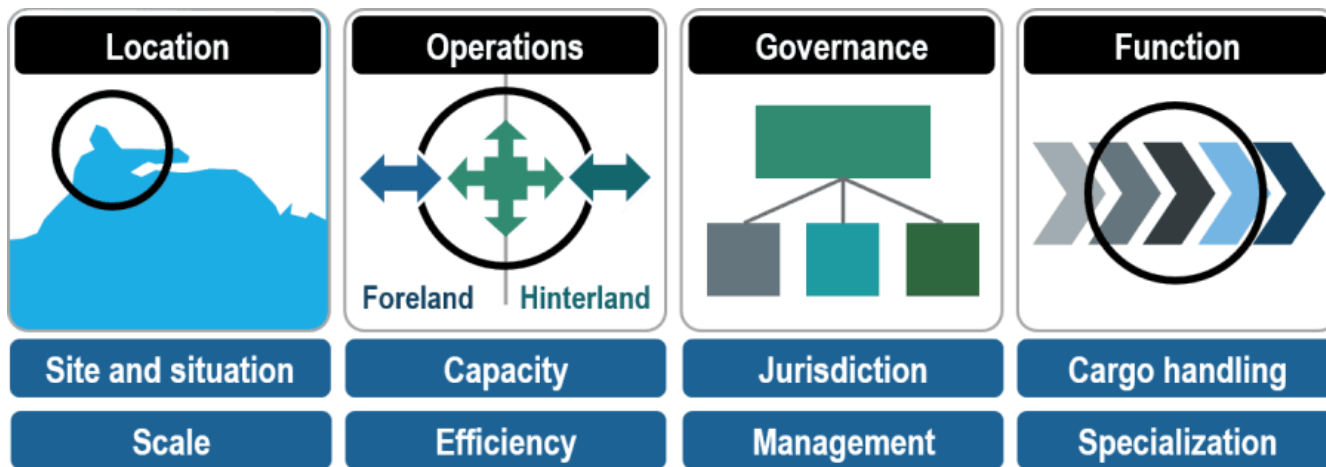 Location
Operations
Governance
Function
Foreland
Hinterland
Site and situation
Capacity
Jurisdiction
Cargo handling
Scale
Efficiency
Management
Specialization